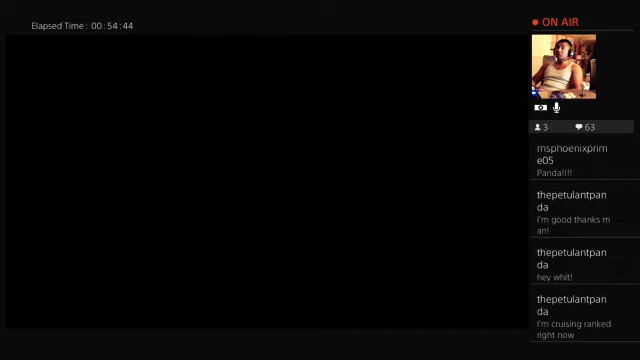 Elapsed Time : 00 : 54 : 44
ON AIR
3
63
msphoenixprim
e05
Panda!!!!
thepetulantpan
da
I'm good thanks m
an!
thepetulantpan
da
hey whit!
thepetulantpan
da
I'm cruising ranked
right now